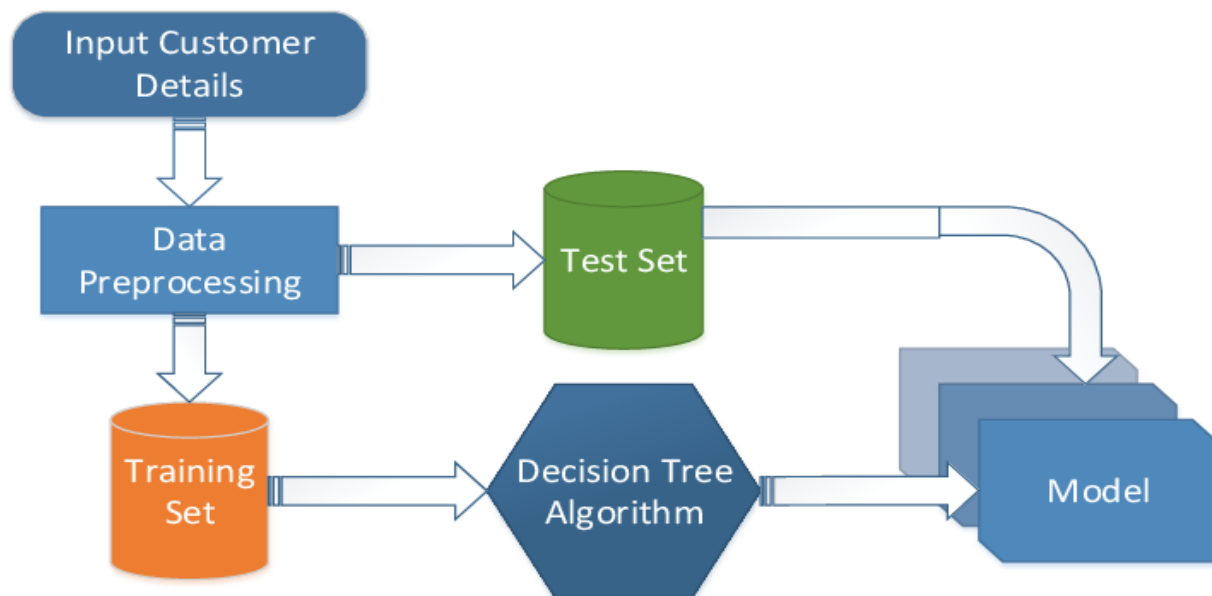 Input Customer
Details
Data
Preprocessing
Test Set
Training
Set
Decision Tree
Algorithm
Model